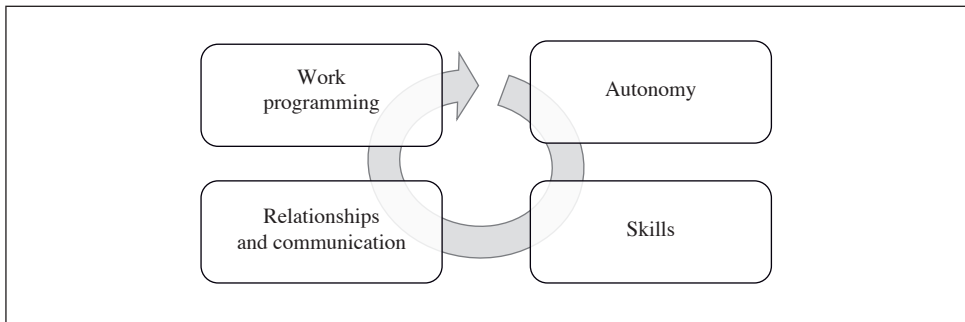 Work
programming
Autonomy
Relationships
and communication
Skills